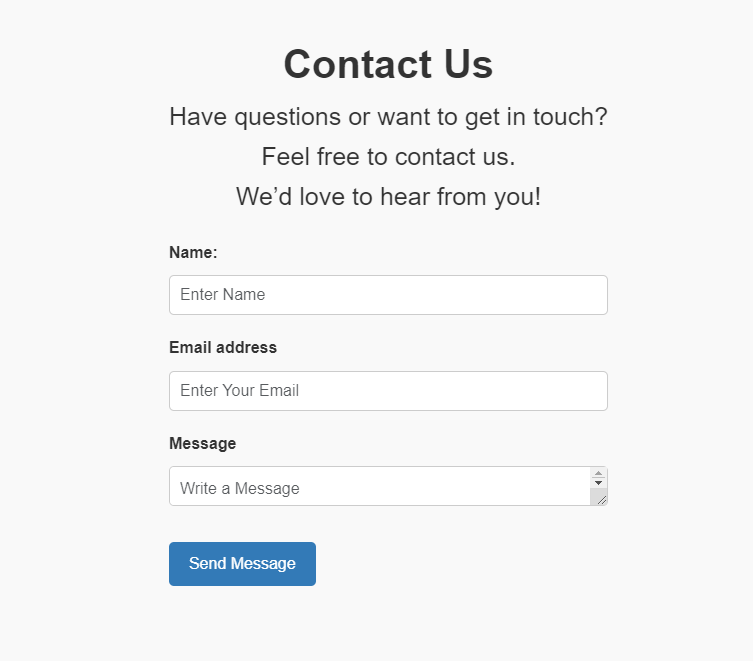 Contact Us
Have questions or want to get in touch?
Feel free to contact us.
We’d love to hear from you!
Name:
Enter Name
Email address
Enter Your Email
Message
Write a Message
Send Message